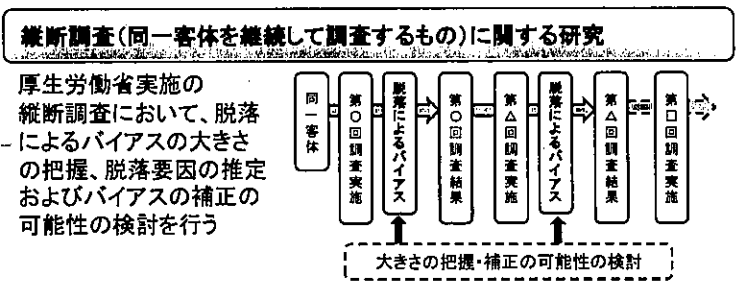 縦断調査(同一客体を継続して調査するもの)に関する研究
厚生労働省実施の
縦断調査において、脱落
によるバイアスの大きさ
の把握、脱落要因の推定
およびバイアスの補正の
可能性の検討を行う
同一客体
第○回調査実施
脱落によるバイアス
第○回調査結果
第△回調査実施
脱落によるバイアス
第△回調査結果
第□回調査実施
大きさの把握・補正の可能性の検討